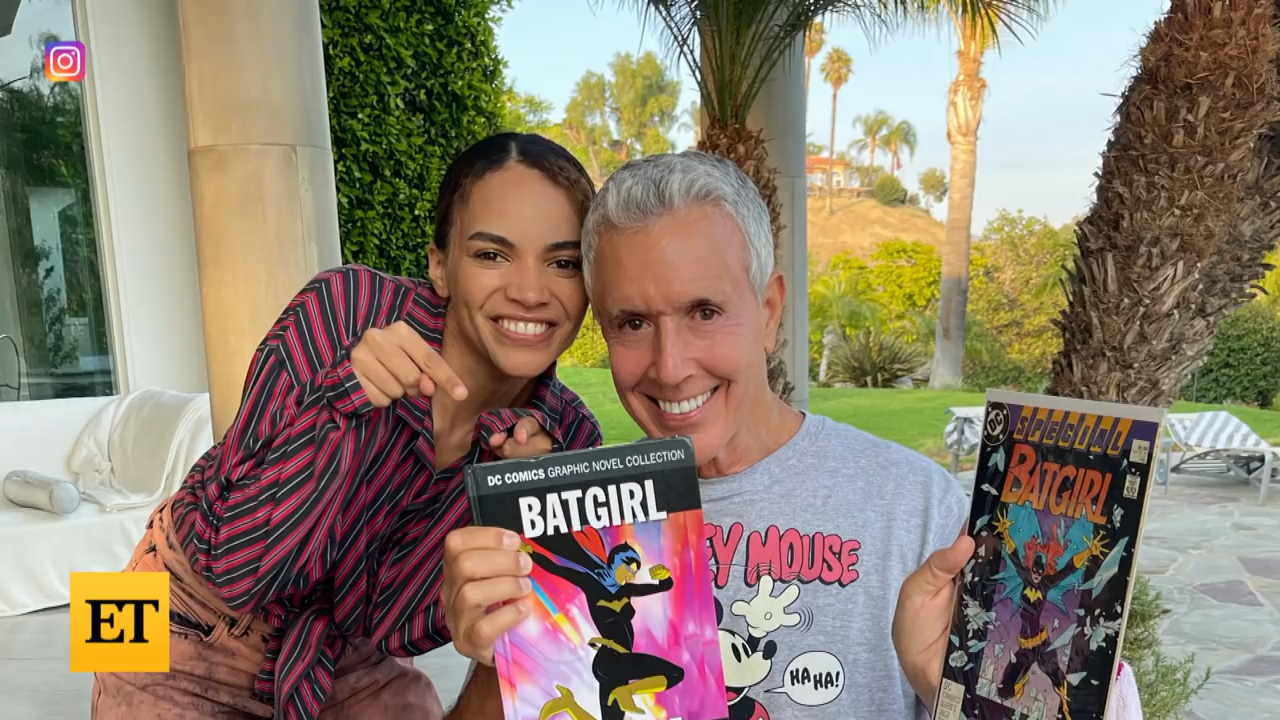 DC COMICS GRAPHIC NOVEL COLLECTION
BATGIRL
EY MOUSE
HA HA!
DC
SPECIAL
BATGIRL
ET